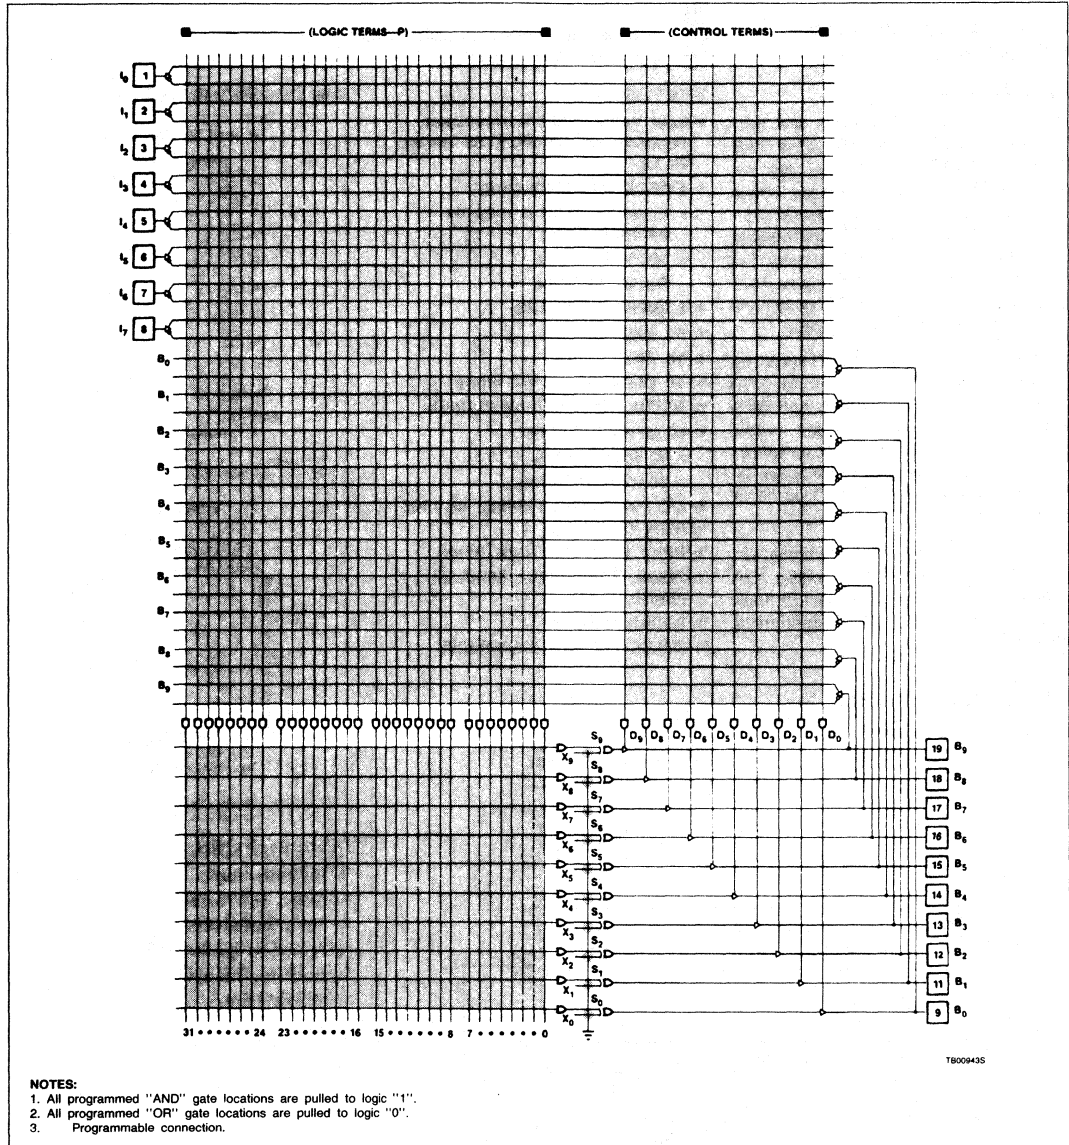 (LOGIC TERMS—P) (CONTROL TERMS)
I0 1
I1 2
I2 3
I3 4
I4 5
I5 6
I6 7
I7 8
B0
B1
B2
B3
B4
B5
B6
B7
B8
B9
S9 D9 D8 D7 D6 D5 D4 D3 D2 D1 D0
X9 19 B9
S8
X8 18 B8
S7
X7 17 B7
S6
X6 16 B6
S5
X5 15 B5
S4
X4 14 B4
S3
X3 13 B3
S2
X2 12 B2
S1
X1 11 B1
S0
X0 9 B0
31 24 23 16 15 8 7 0
TB00943S
NOTES:
1. All programmed "AND" gate locations are pulled to logic "1".
2. All programmed "OR" gate locations are pulled to logic "0".
3. Programmable connection.